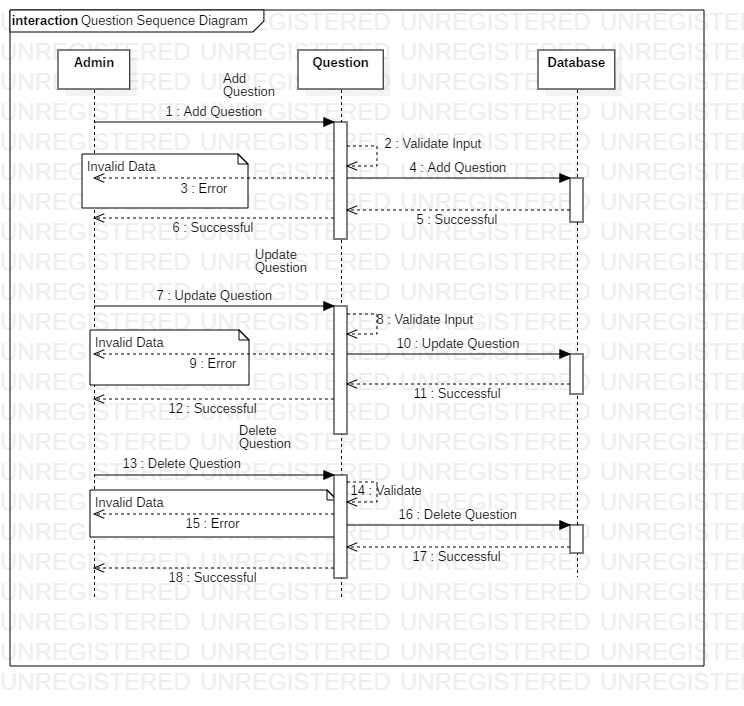 interaction Question Sequence Diagram
Admin
Question
Database
Add
Question
1 : Add Question
2 : Validate Input
Invalid Data
4 : Add Question
3 : Error
5 : Successful
6 : Successful
Update
Question
7 : Update Question
8 : Validate Input
Invalid Data
10 : Update Question
9 : Error
11 : Successful
12 : Successful
Delete
Question
13 : Delete Question
14 : Validate
Invalid Data
16 : Delete Question
15 : Error
17 : Successful
18 : Successful
UNREGISTERED